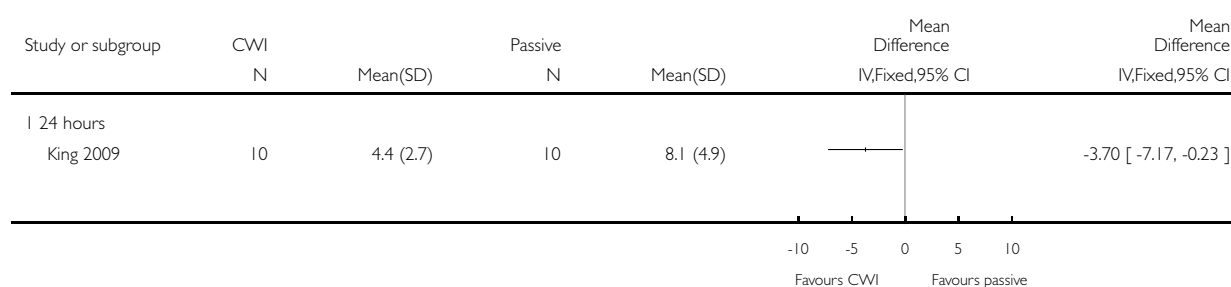 Mean Mean
Study or subgroup CWI Passive Difference Difference
N Mean(SD) N Mean(SD) IV,Fixed,95% CI IV,Fixed,95% CI
1 24 hours
King 2009 10 4.4 (2.7) 10 8.1 (4.9) -3.70 [ -7.17, -0.23 ]
-10 -5 0 5 10
Favours CWI Favours passive